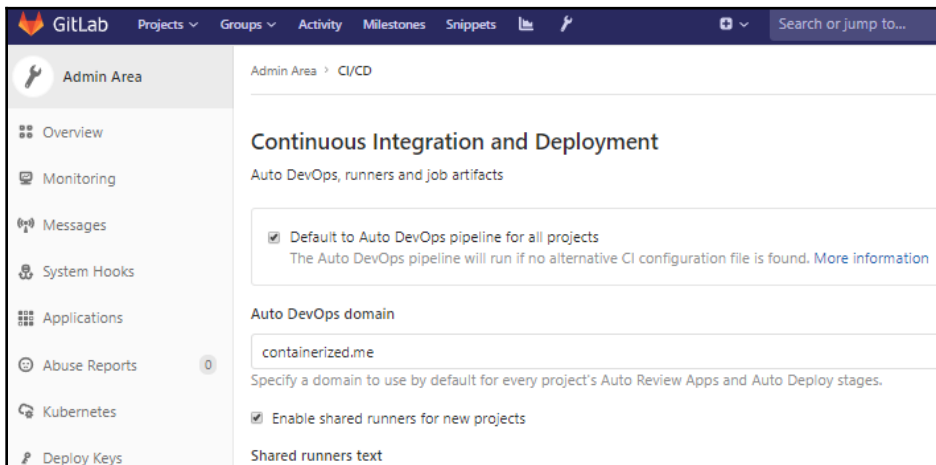 GitLab Projects Groups Activity Milestones Snippets Search or jump to...
Admin Area
Overview
Monitoring
Messages
System Hooks
Applications
Abuse Reports 0
Kubernetes
Deploy Keys
Admin Area > CI/CD
Continuous Integration and Deployment
Auto DevOps, runners and job artifacts
Default to Auto DevOps pipeline for all projects
The Auto DevOps pipeline will run if no alternative CI configuration file is found. More information
Auto DevOps domain
containerized.me
Specify a domain to use by default for every project's Auto Review Apps and Auto Deploy stages.
Enable shared runners for new projects
Shared runners text